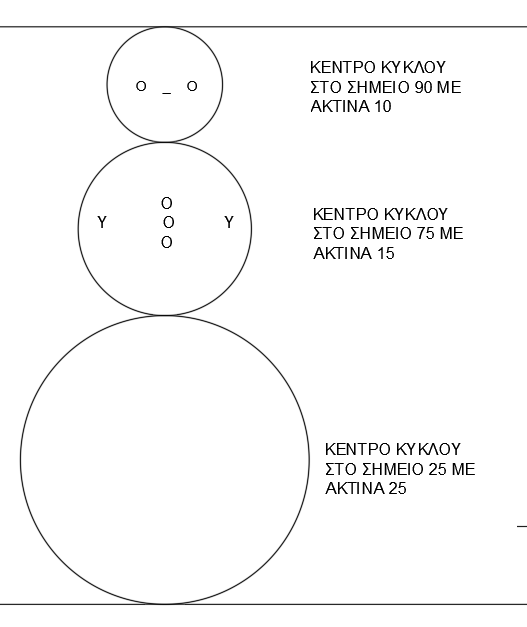 O _ O
ΚΕΝΤΡΟ ΚΥΚΛΟΥ
ΣΤΟ ΣΗΜΕΙΟ 90 ΜΕ
ΑΚΤΙΝΑ 10
O
Y O Y
O
ΚΕΝΤΡΟ ΚΥΚΛΟΥ
ΣΤΟ ΣΗΜΕΙΟ 75 ΜΕ
ΑΚΤΙΝΑ 15
ΚΕΝΤΡΟ ΚΥΚΛΟΥ
ΣΤΟ ΣΗΜΕΙΟ 25 ΜΕ
ΑΚΤΙΝΑ 25